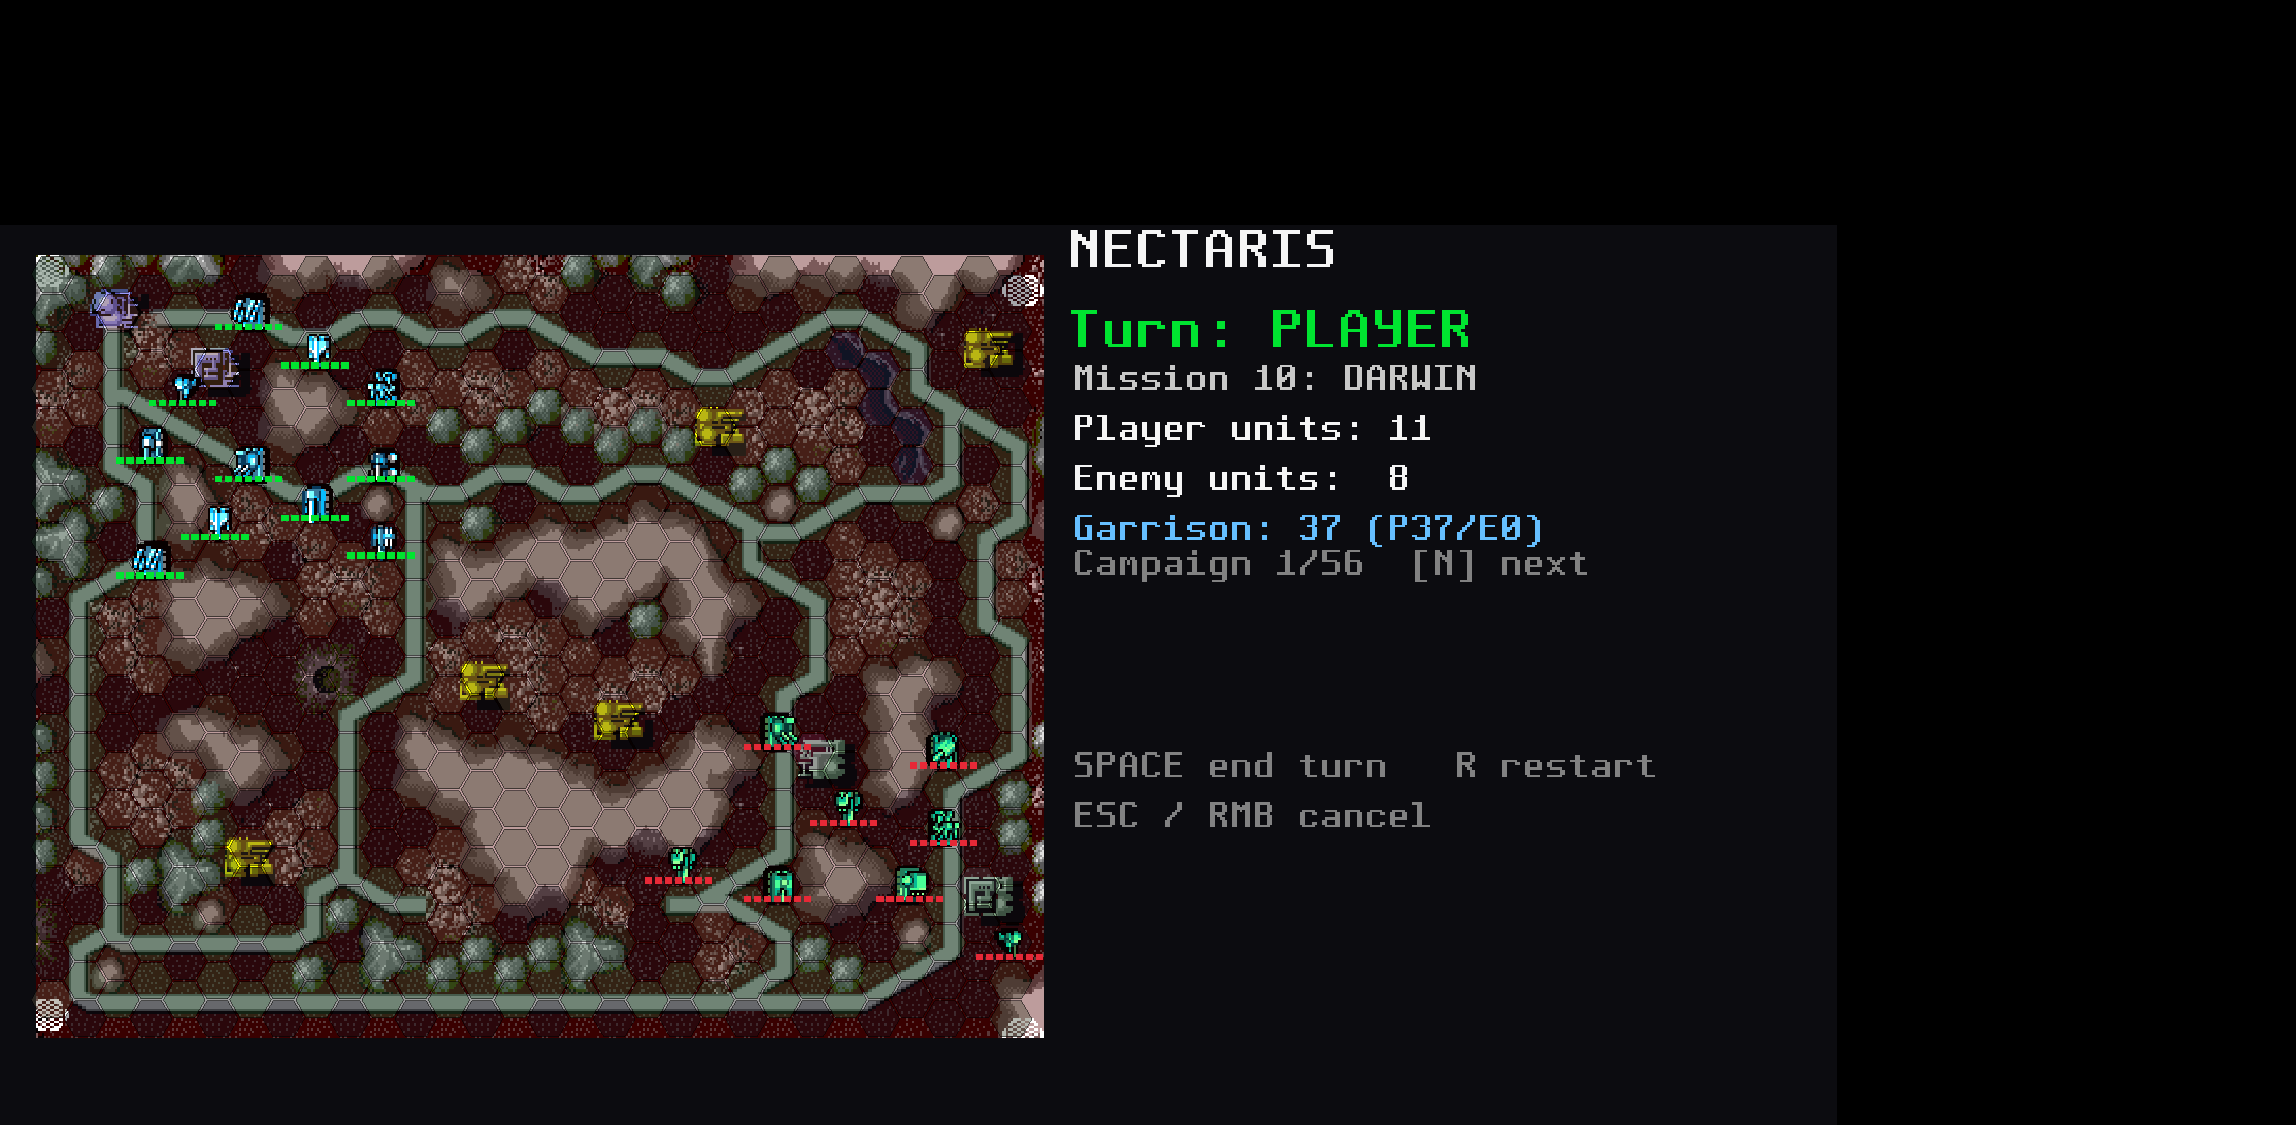 NECTARIS
Turn: PLAYER
Mission 10: DARWIN
Player units: 11
Enemy units: 8
Garrison: 37 (P37/E0)
Campaign 1/56 [N] next
SPACE end turn R restart
ESC / RMB cancel